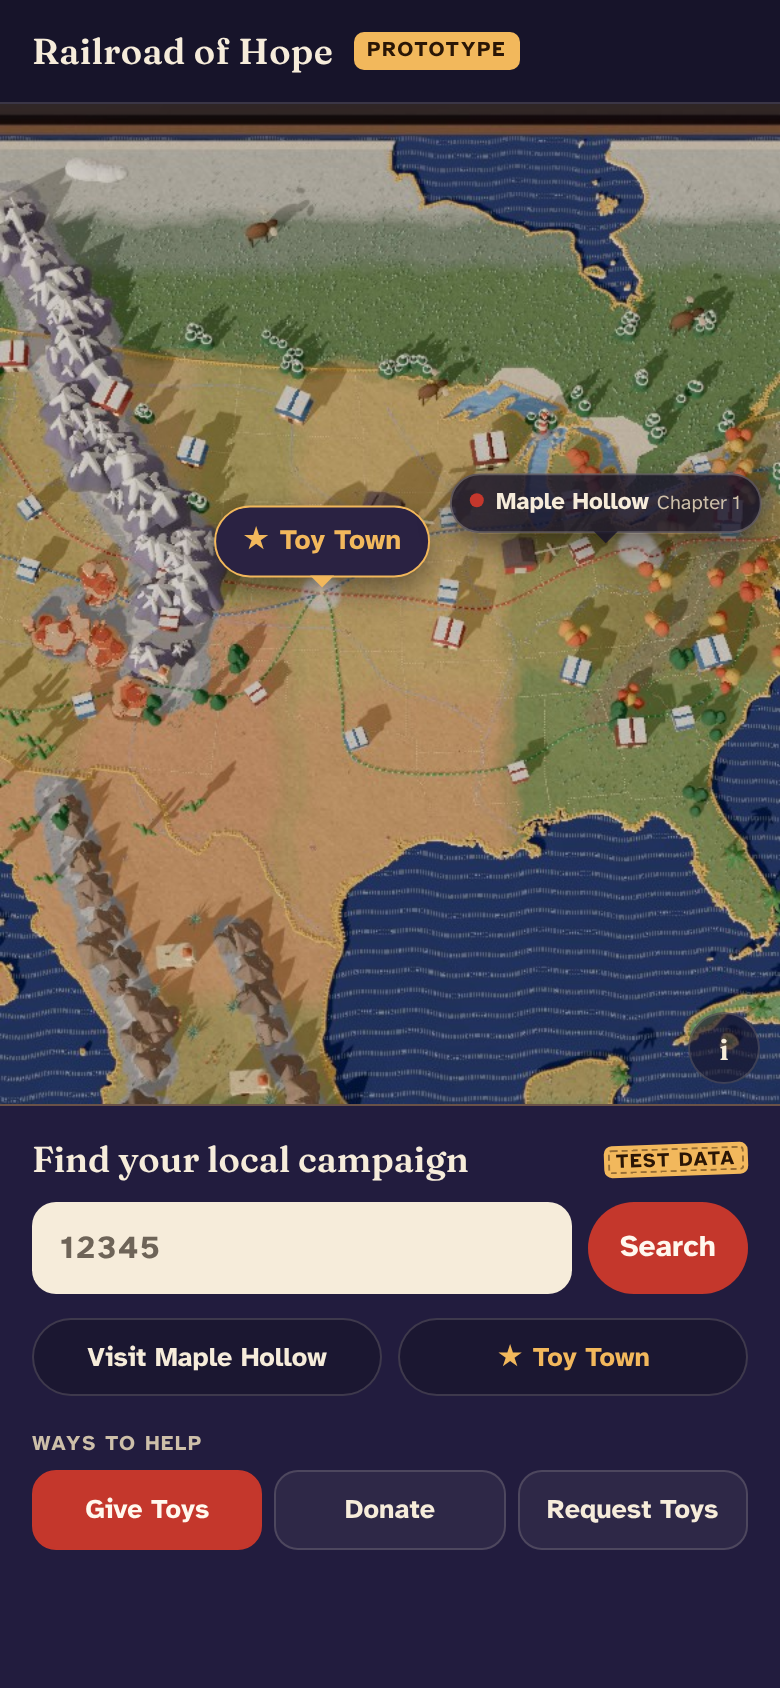 Railroad of Hope PROTOTYPE
Maple Hollow Chapter 1
★ Toy Town
i
Find your local campaign TEST DATA
12345 Search
Visit Maple Hollow ★ Toy Town
WAYS TO HELP
Give Toys Donate Request Toys